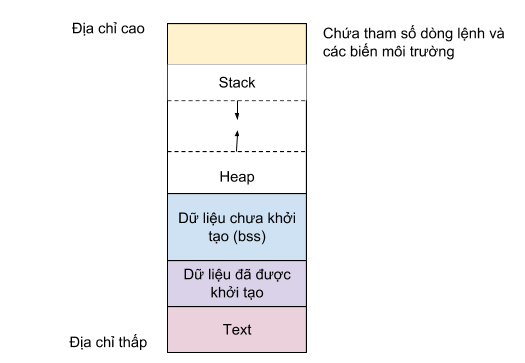 Địa chỉ cao
Chứa tham số dòng lệnh và
các biến môi trường
Stack
Heap
Dữ liệu chưa khởi
tạo (bss)
Dữ liệu đã được
khởi tạo
Text
Địa chỉ thấp